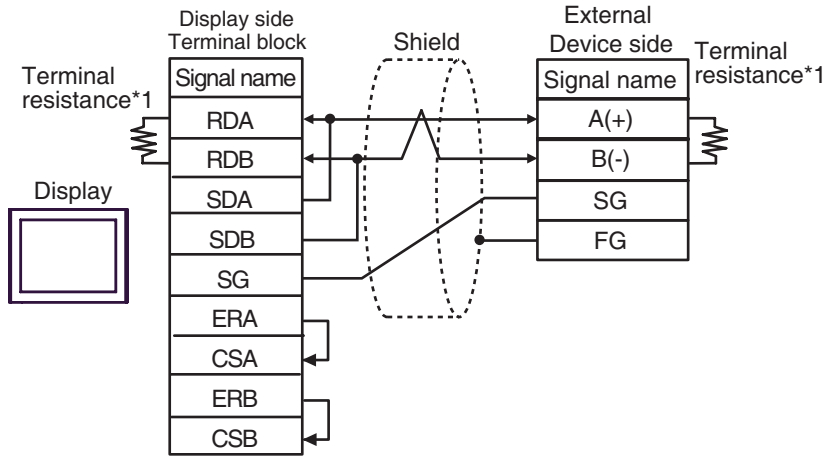 Display side
Terminal block
Shield
External
Device side
Terminal
resistance*1
Terminal
resistance*1
Signal name
Signal name
RDA
A(+)
RDB
B(-)
Display
SDA
SG
SDB
FG
SG
ERA
CSA
ERB
CSB